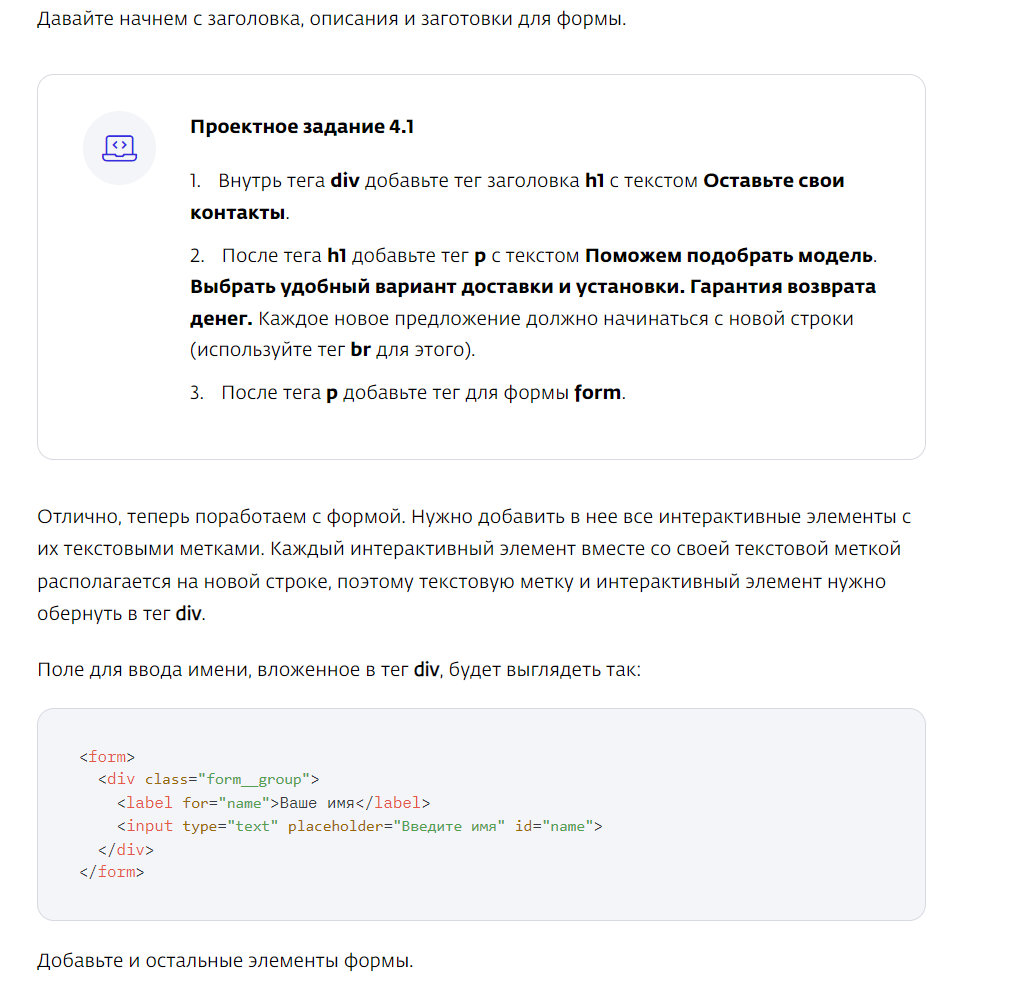 Давайте начнем с заголовка, описания и заготовки для формы.
Проектное задание 4.1
1. Внутрь тега div добавьте тег заголовка h1 с текстом Оставьте свои
контакты.
2. После тега h1 добавьте тег p с текстом Поможем подобрать модель.
Выбрать удобный вариант доставки и установки. Гарантия возврата
денег. Каждое новое предложение должно начинаться с новой строки
(используйте тег br для этого).
3. После тега p добавьте тег для формы form.
Отлично, теперь поработаем с формой. Нужно добавить в нее все интерактивные элементы с
их текстовыми метками. Каждый интерактивный элемент вместе со своей текстовой меткой
располагается на новой строке, поэтому текстовую метку и интерактивный элемент нужно
обернуть в тег div.
Поле для ввода имени, вложенное в тег div, будет выглядеть так:
<form>
<div class="form__group">
<label for="name">Ваше имя</label>
<input type="text" placeholder="Введите имя" id="name">
</div>
</form>
Добавьте и остальные элементы формы.